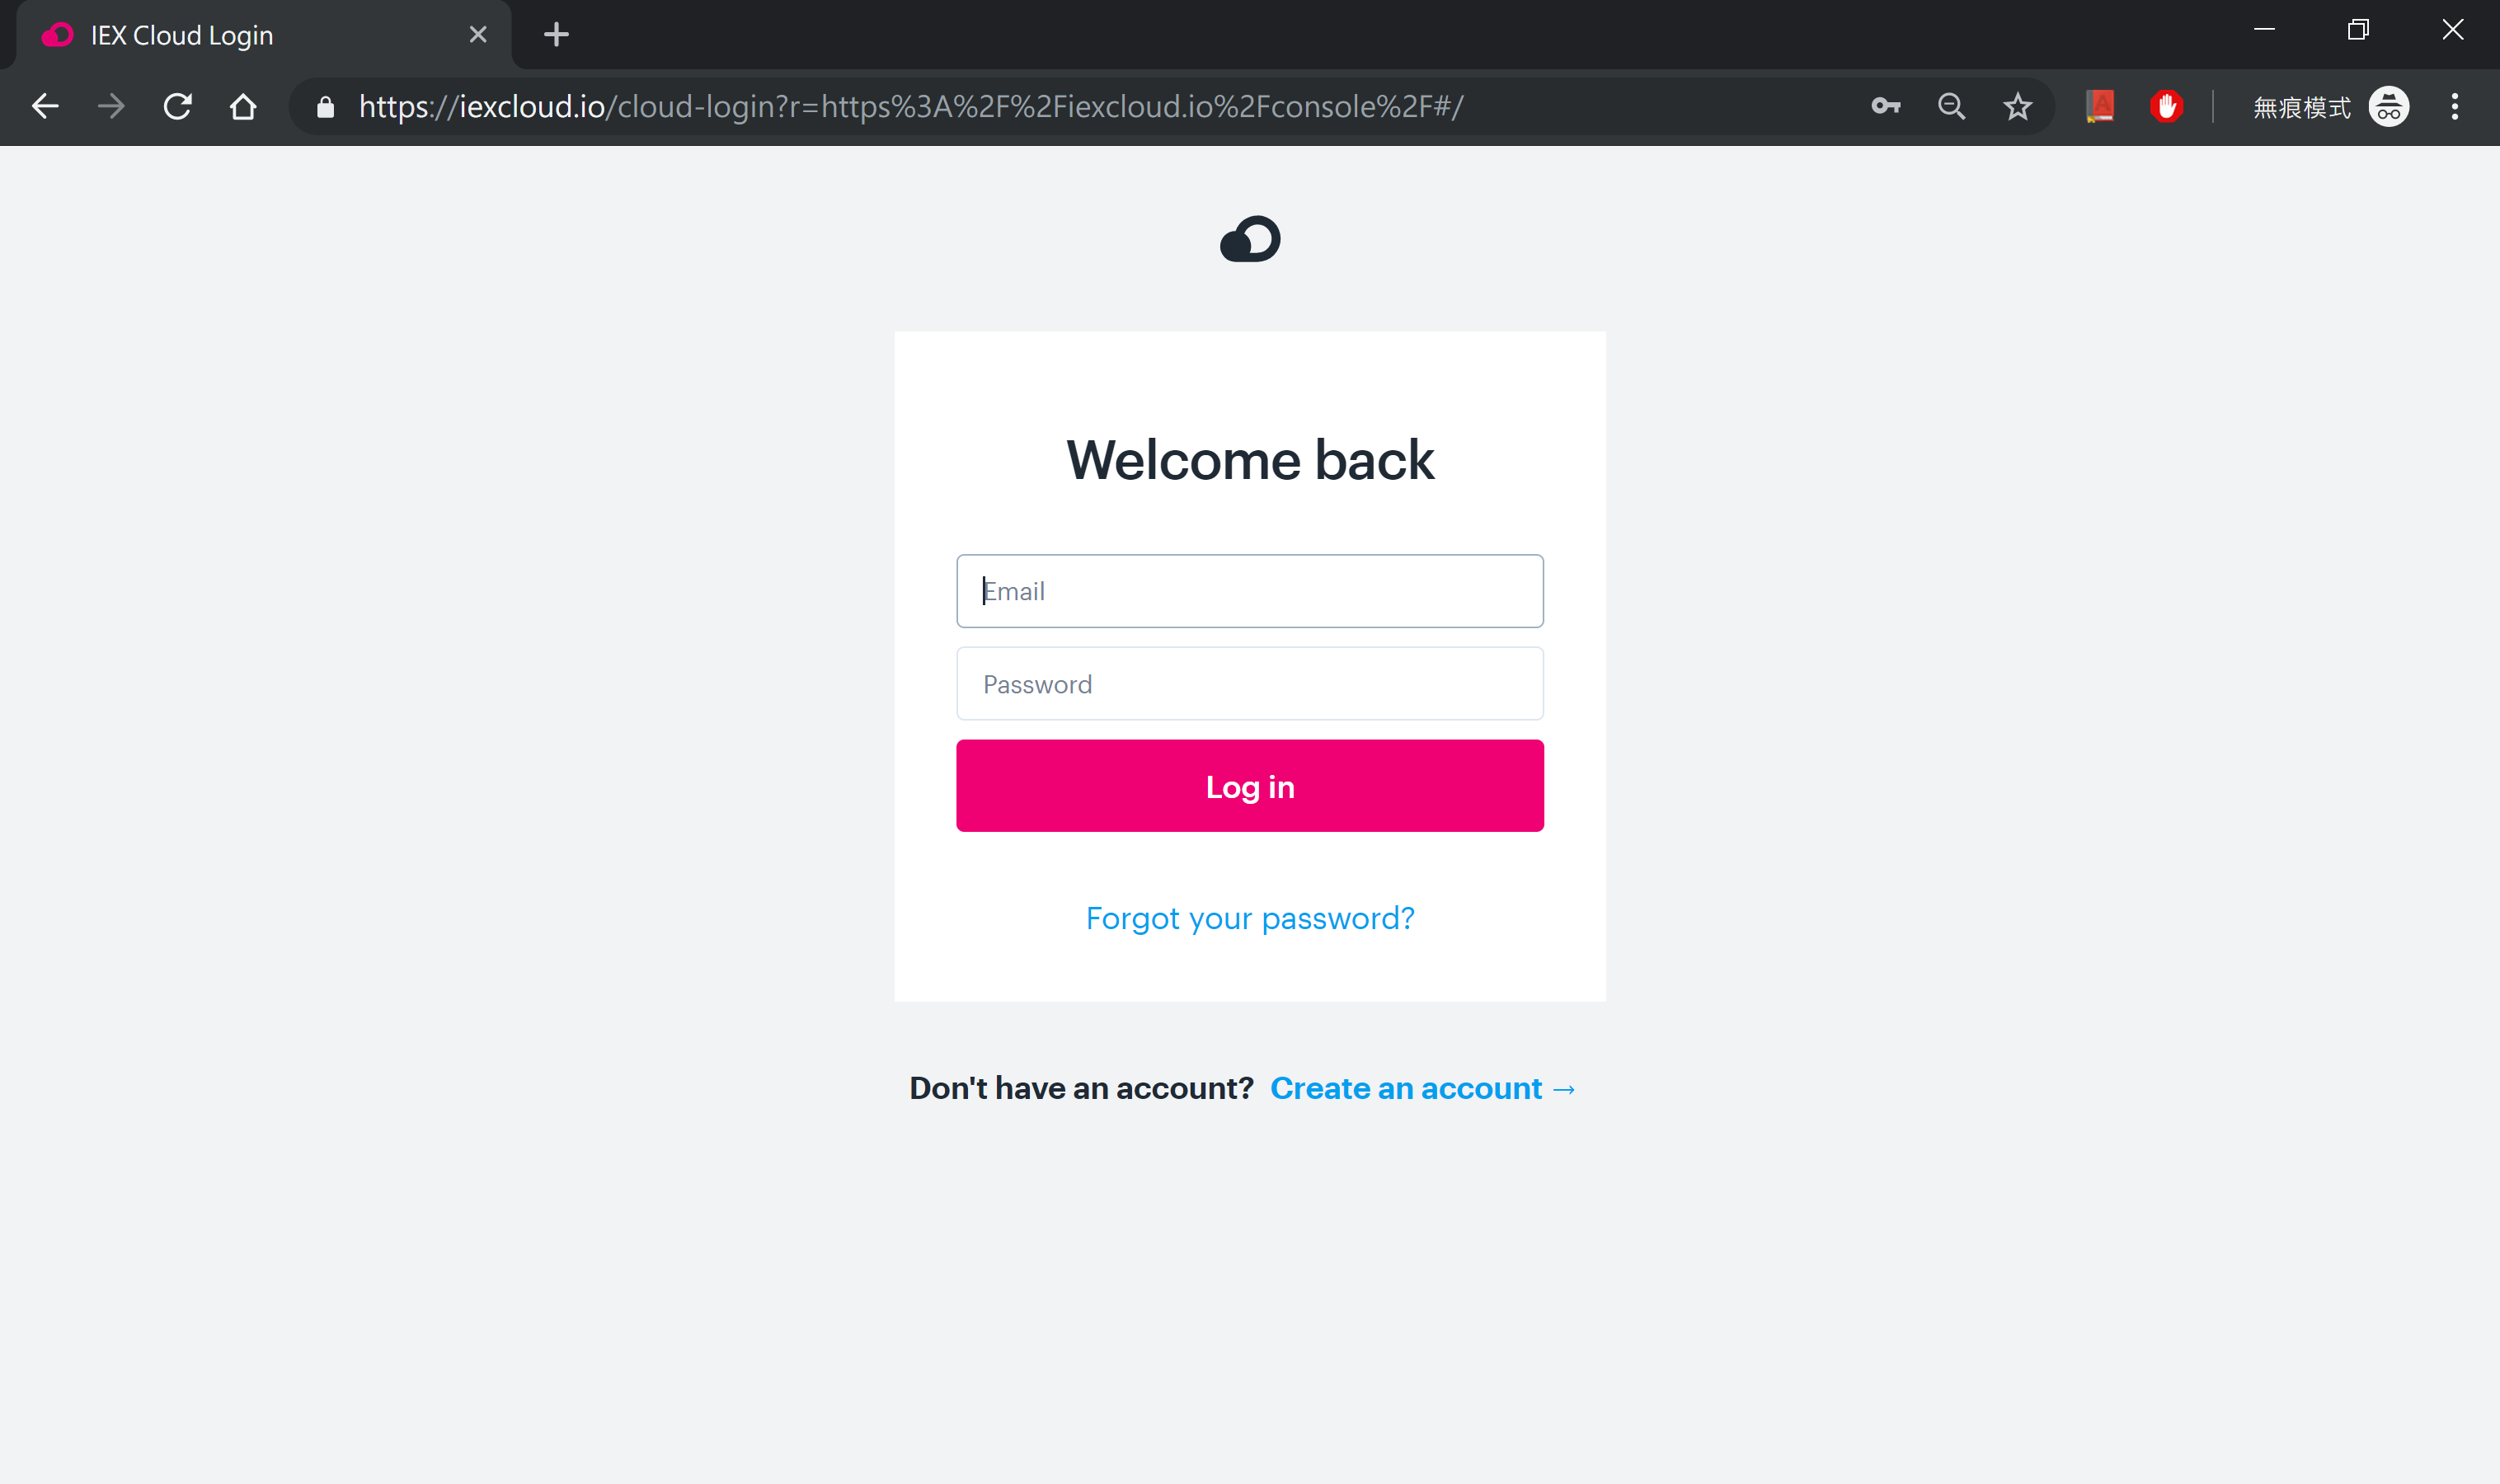 IEX Cloud Login
https://iexcloud.io/cloud-login?r=https%3A%2F%2Fiexcloud.io%2Fconsole%2F#/
A
無痕模式
Welcome back
Email
Password
Log in
Forgot your password?
Don't have an account? Create an account →